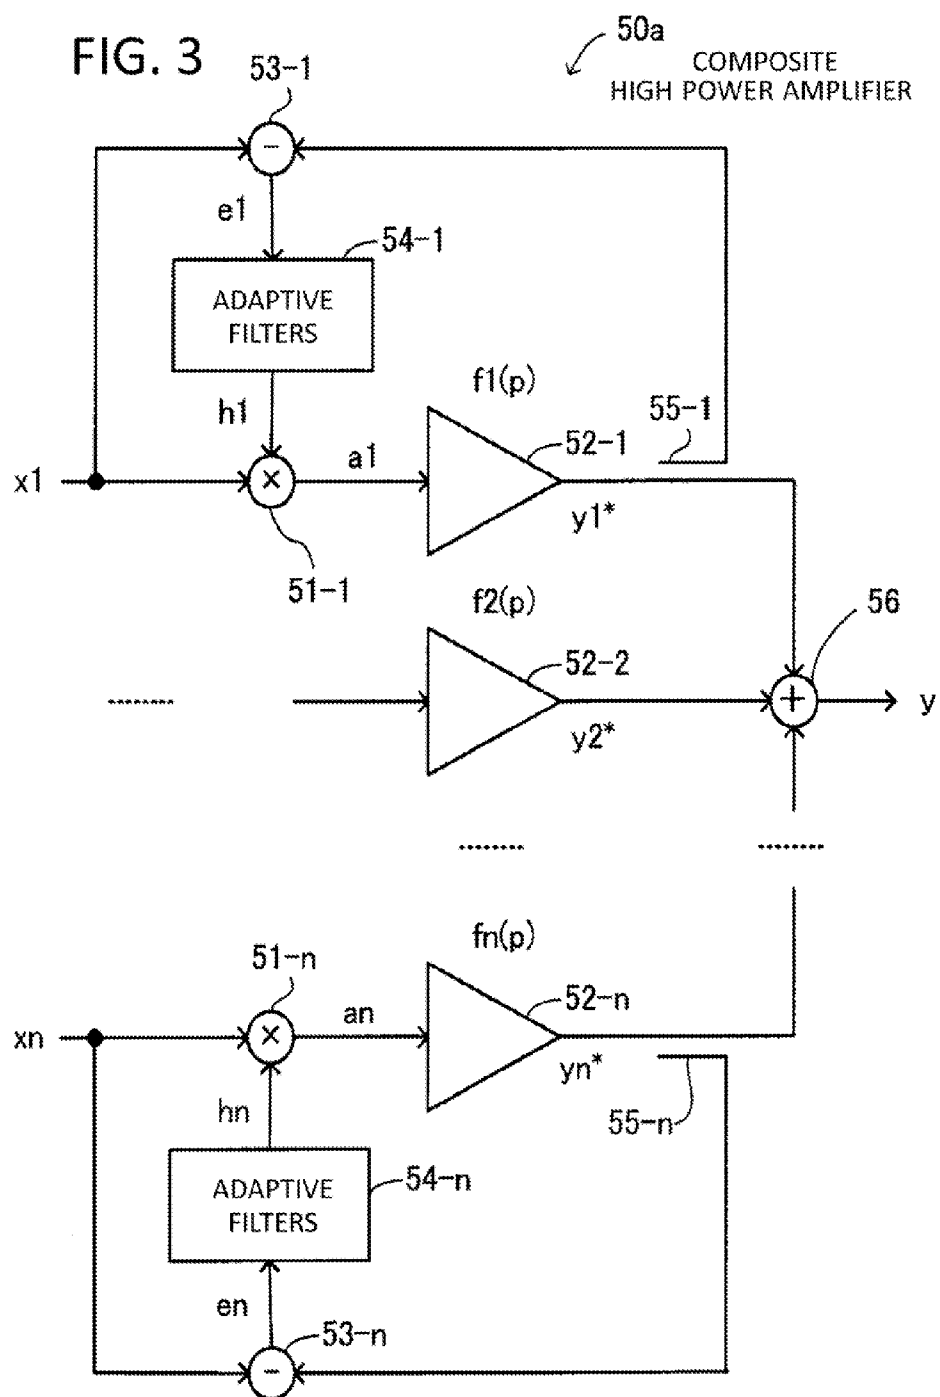 FIG. 3
50a
COMPOSITE
HIGH POWER AMPLIFIER
53-1
-
e1
54-1
ADAPTIVE
FILTERS
h1
f1(p)
55-1
52-1
x1
×
a1
y1*
51-1
f2(p)
56
52-2
+
y
y2*
fn(p)
51-n
52-n
xn
×
an
yn*
hn
55-n
ADAPTIVE
FILTERS
54-n
en
53-n
-